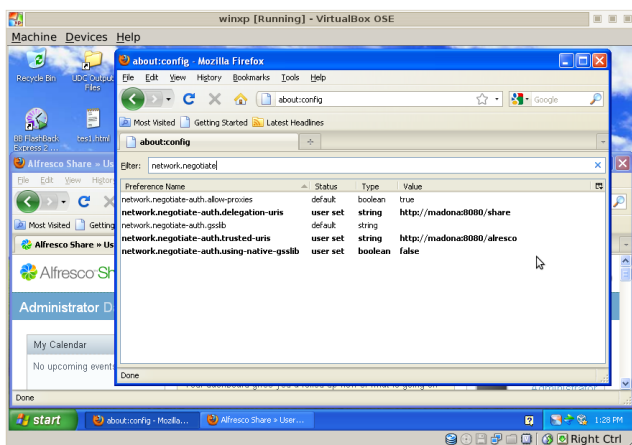 winxp [Running] - VirtualBox OSE
Machine Devices Help
Recycle Bin
UDC Output
Files
BB FlashBack
Express 2 ...
tes1.html
about:config - Mozilla Firefox
File Edit View History Bookmarks Tools Help
about:config
Google
Most Visited Getting Started Latest Headlines
about:config
Filter: network.negotiate
Preference Name Status Type Value
network.negotiate-auth.allow-proxies default boolean true
network.negotiate-auth.delegation-uris user set string http://madona:8080/share
network.negotiate-auth.gsslib default string
network.negotiate-auth.trusted-uris user set string http://madona:8080/alresco
network.negotiate-auth.using-native-gsslib user set boolean false
Done
Alfresco Share » Us
File Edit View Histor
Most Visited Getting
Alfresco Share » Us
Alfresco Sh
Administrator D
My Calendar
No upcoming event
Done
start
about:config - Mozilla...
Alfresco Share » User...
1:28 PM
Right Ctrl